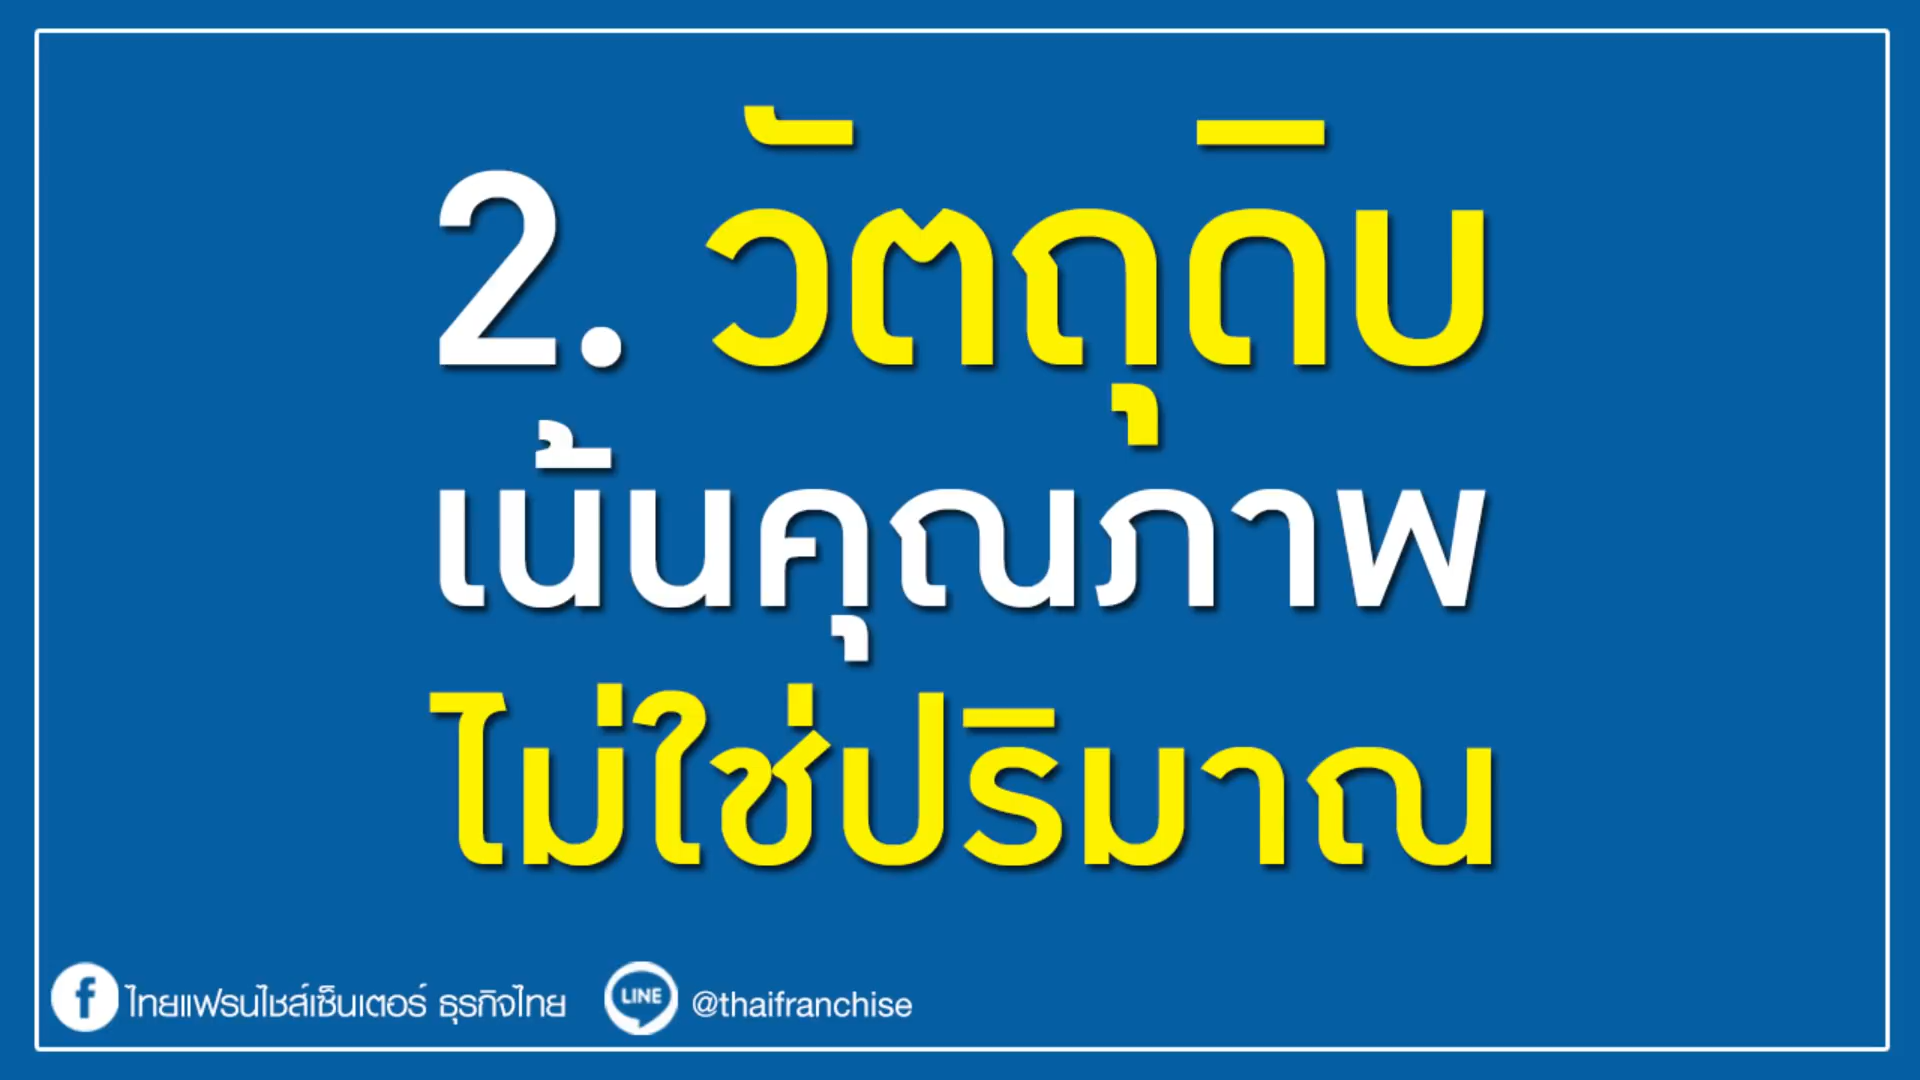 2. วัตถุดิบ
เน้นคุณภาพ
ไม่ใช่ปริมาณ
f ไทยแฟรนไชส์เซ็นเตอร์ ธุรกิจไทย LINE @thaifranchise